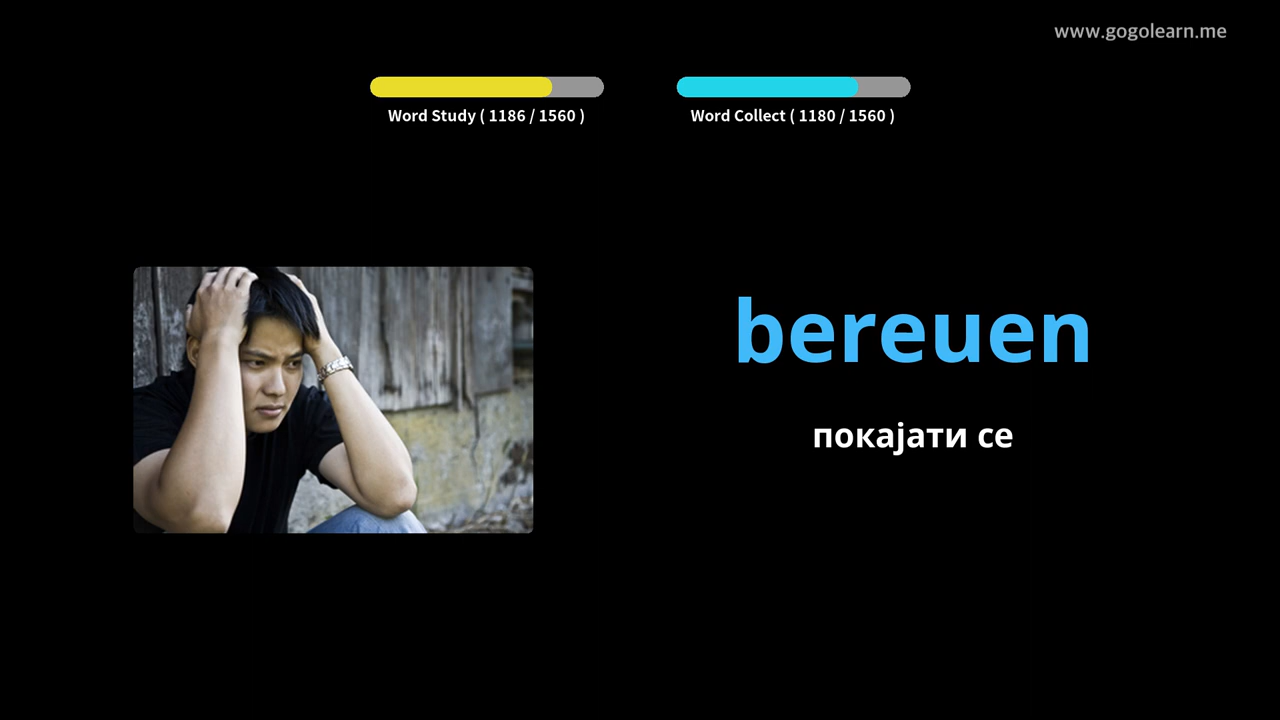 www.gogolearn.me
Word Study ( 1186 / 1560 )
Word Collect ( 1180 / 1560 )
bereuen
покајати се